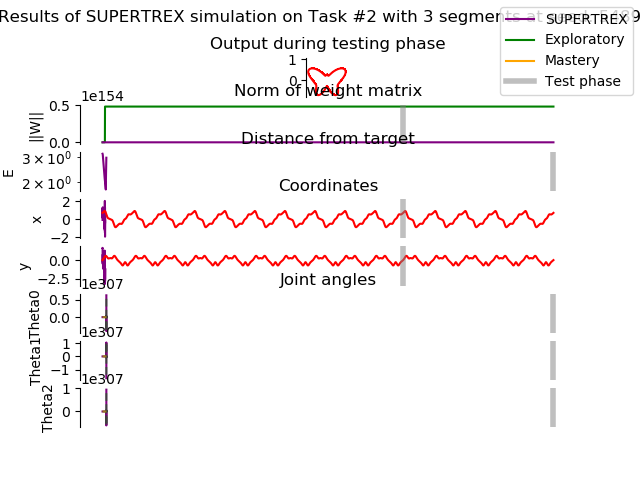 Results of SUPERTREX simulation on Task #2 with 3 segments at
SUPERTREX
Exploratory
Mastery
Test phase
Output during testing phase
1
0
Norm of weight matrix
1e154
0.5
0.0
||W||
Distance from target
3 × 10⁰
2 × 10⁰
E
Coordinates
2
0
−2
x
0.0
−2.5
y
Joint angles
1e307
0.5
0.0
Theta0
1e307
1
0
−1
Theta1
1e307
1
0
Theta2